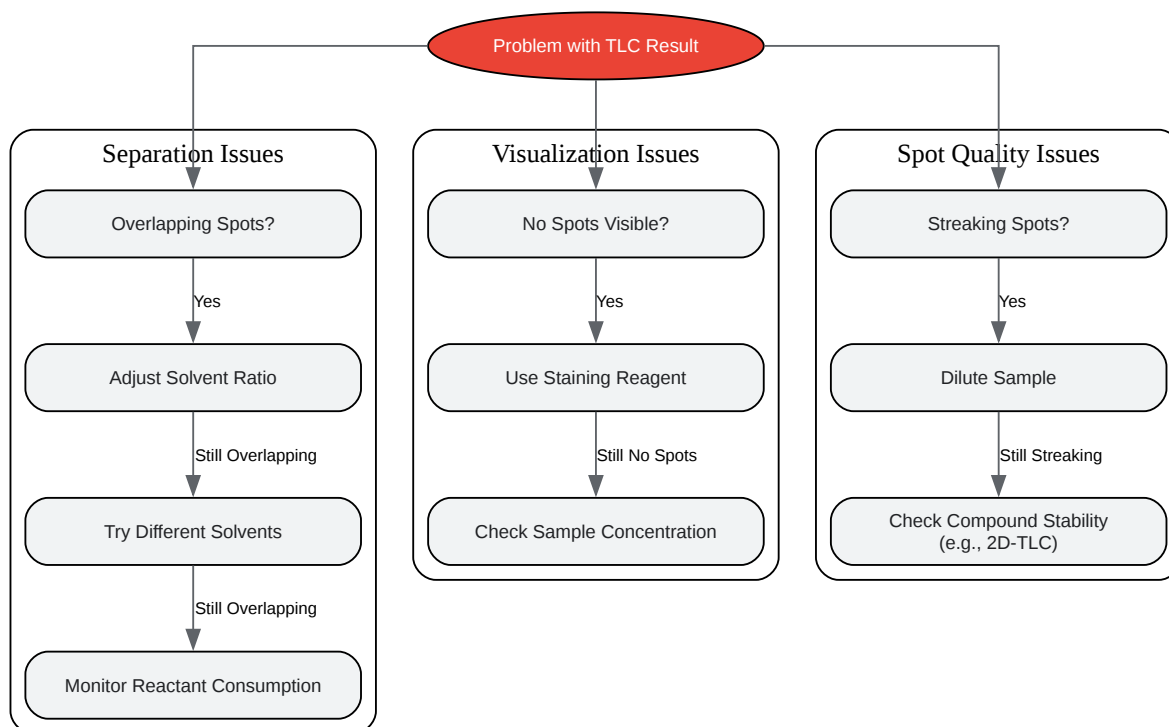 Problem with TLC Result
Separation Issues
Overlapping Spots?
Yes
Adjust Solvent Ratio
Still Overlapping
Try Different Solvents
Still Overlapping
Monitor Reactant Consumption
Visualization Issues
No Spots Visible?
Yes
Use Staining Reagent
Still No Spots
Check Sample Concentration
Spot Quality Issues
Streaking Spots?
Yes
Dilute Sample
Still Streaking
Check Compound Stability
(e.g., 2D-TLC)